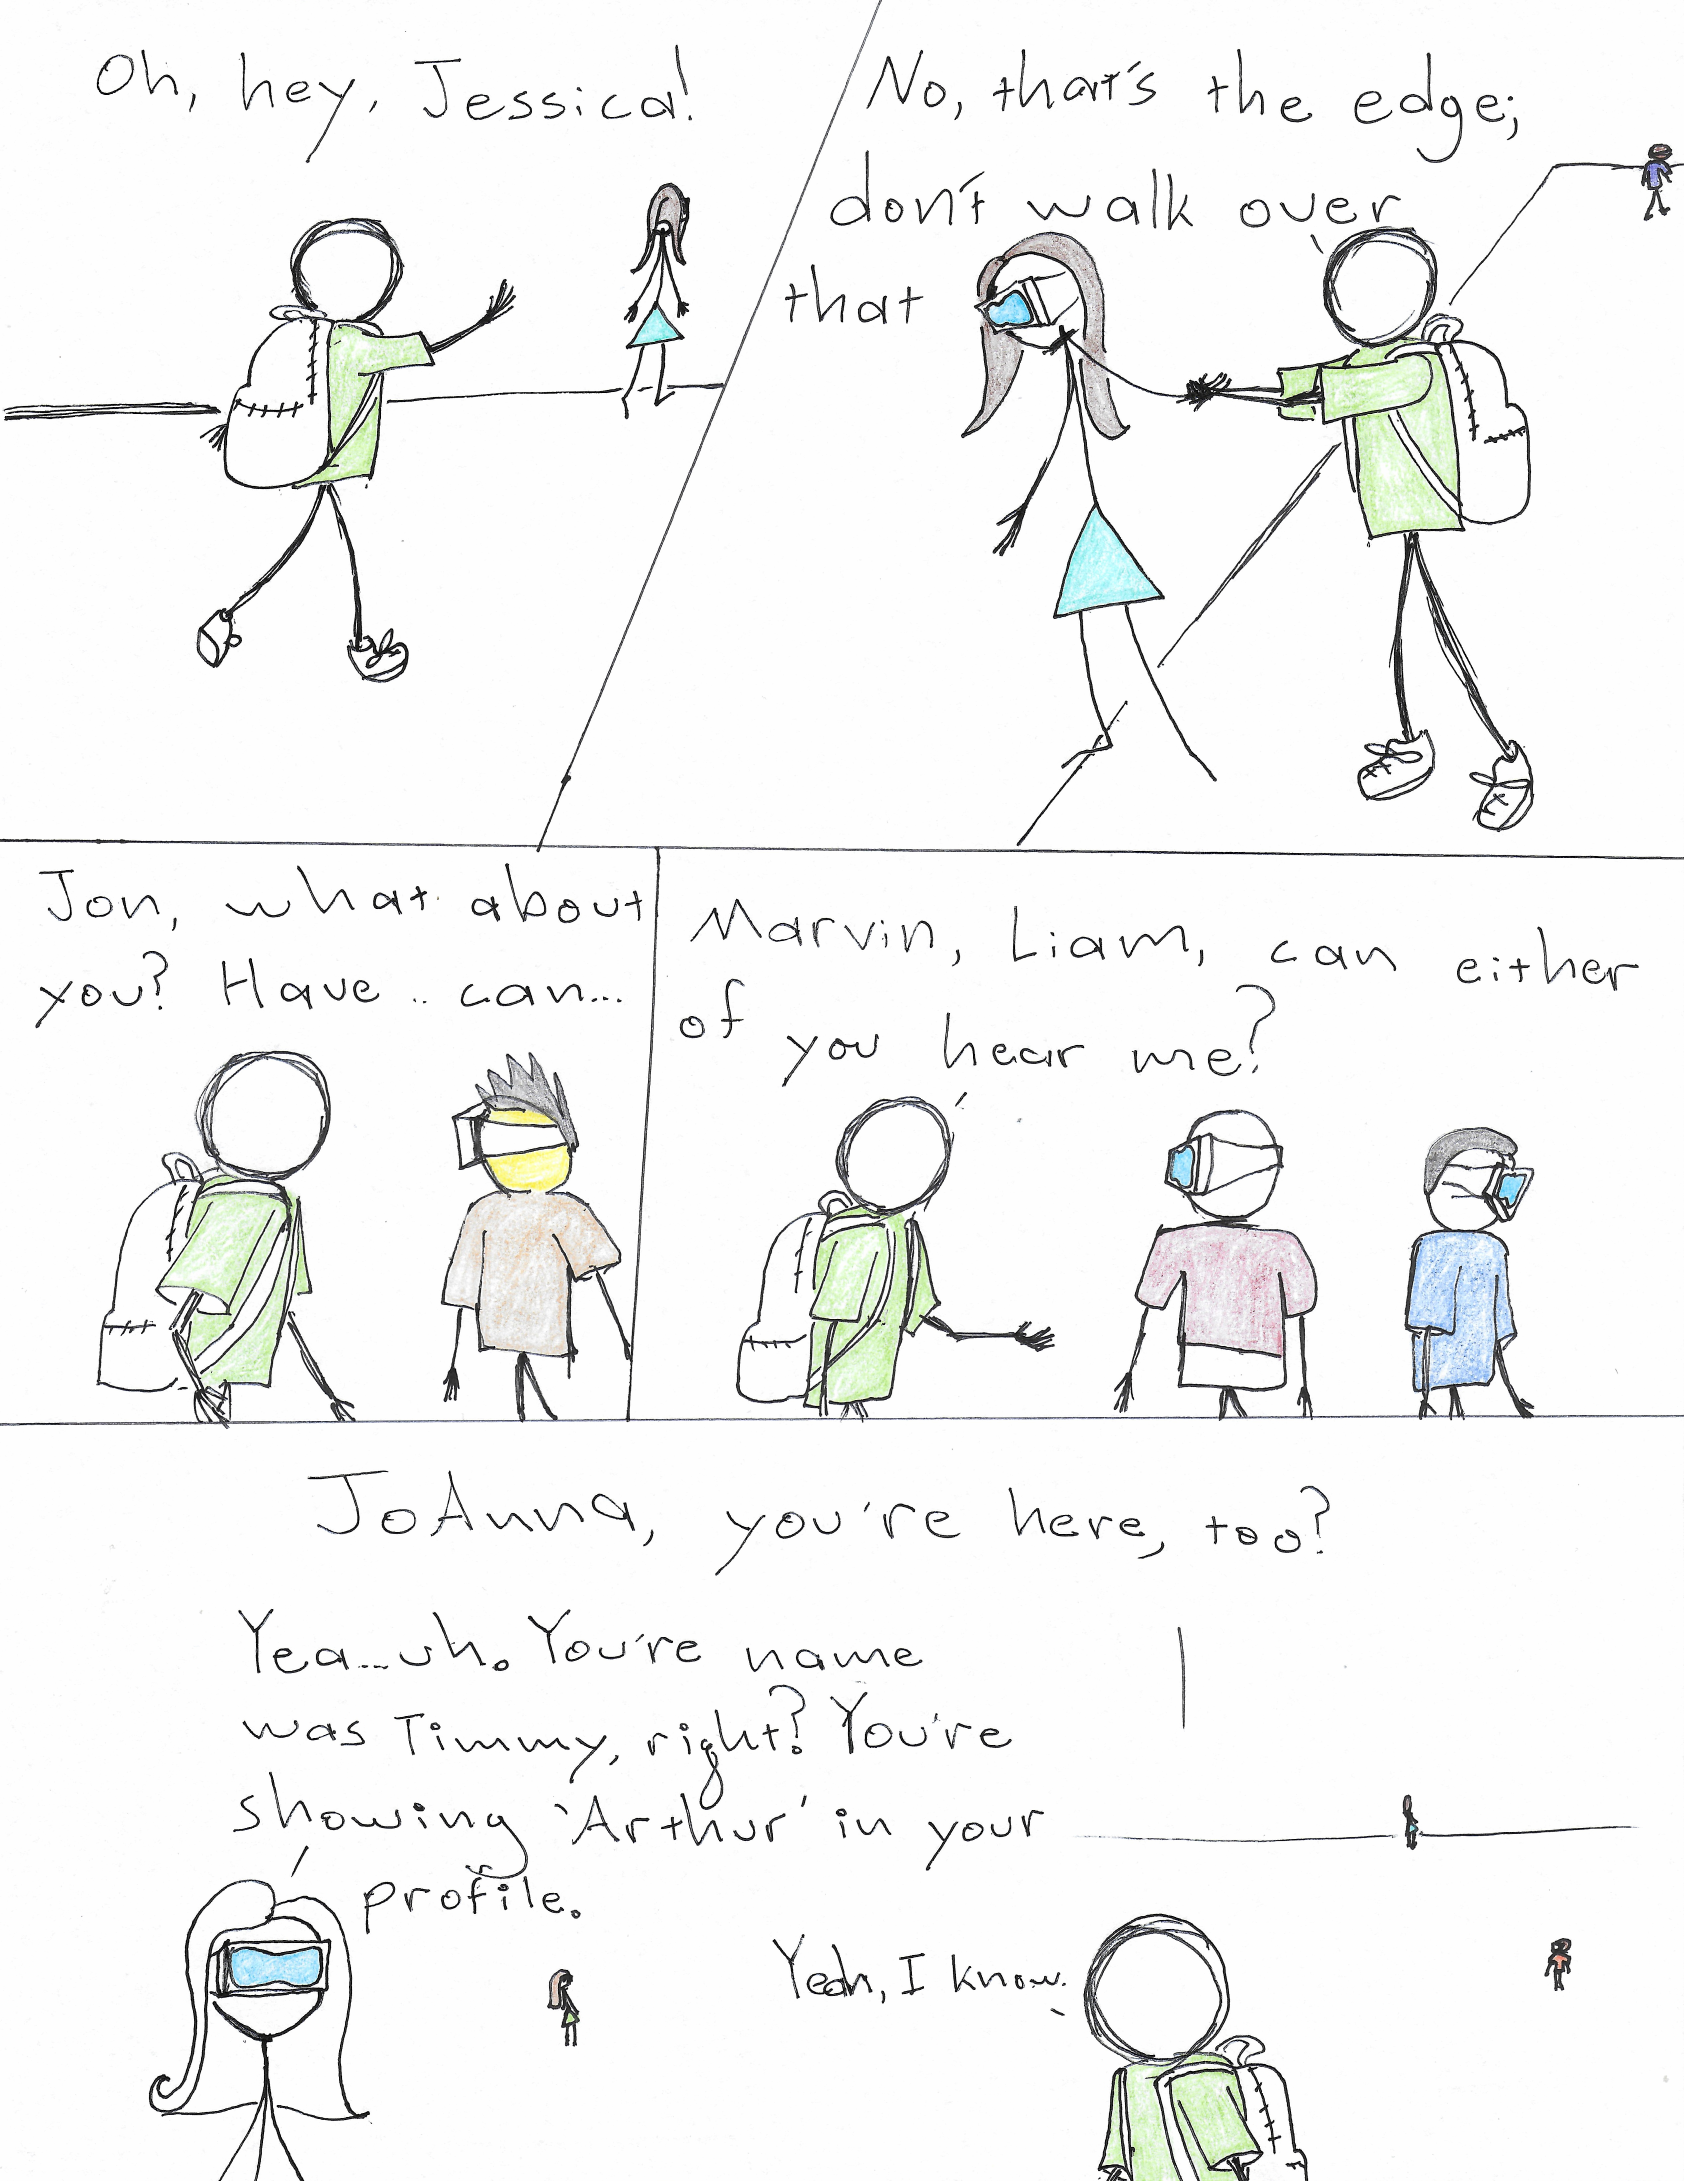 Oh, hey, Jessica!
No, that's the edge;
don't walk over
that
Jon, what about
you? Have .. can...
Marvin, Liam, can either
of you hear me?
JoAnna, you're here, too?
Yea...uh. You're name
was Timmy, right? You're
showing 'Arthur' in your
profile.
Yeah, I know.